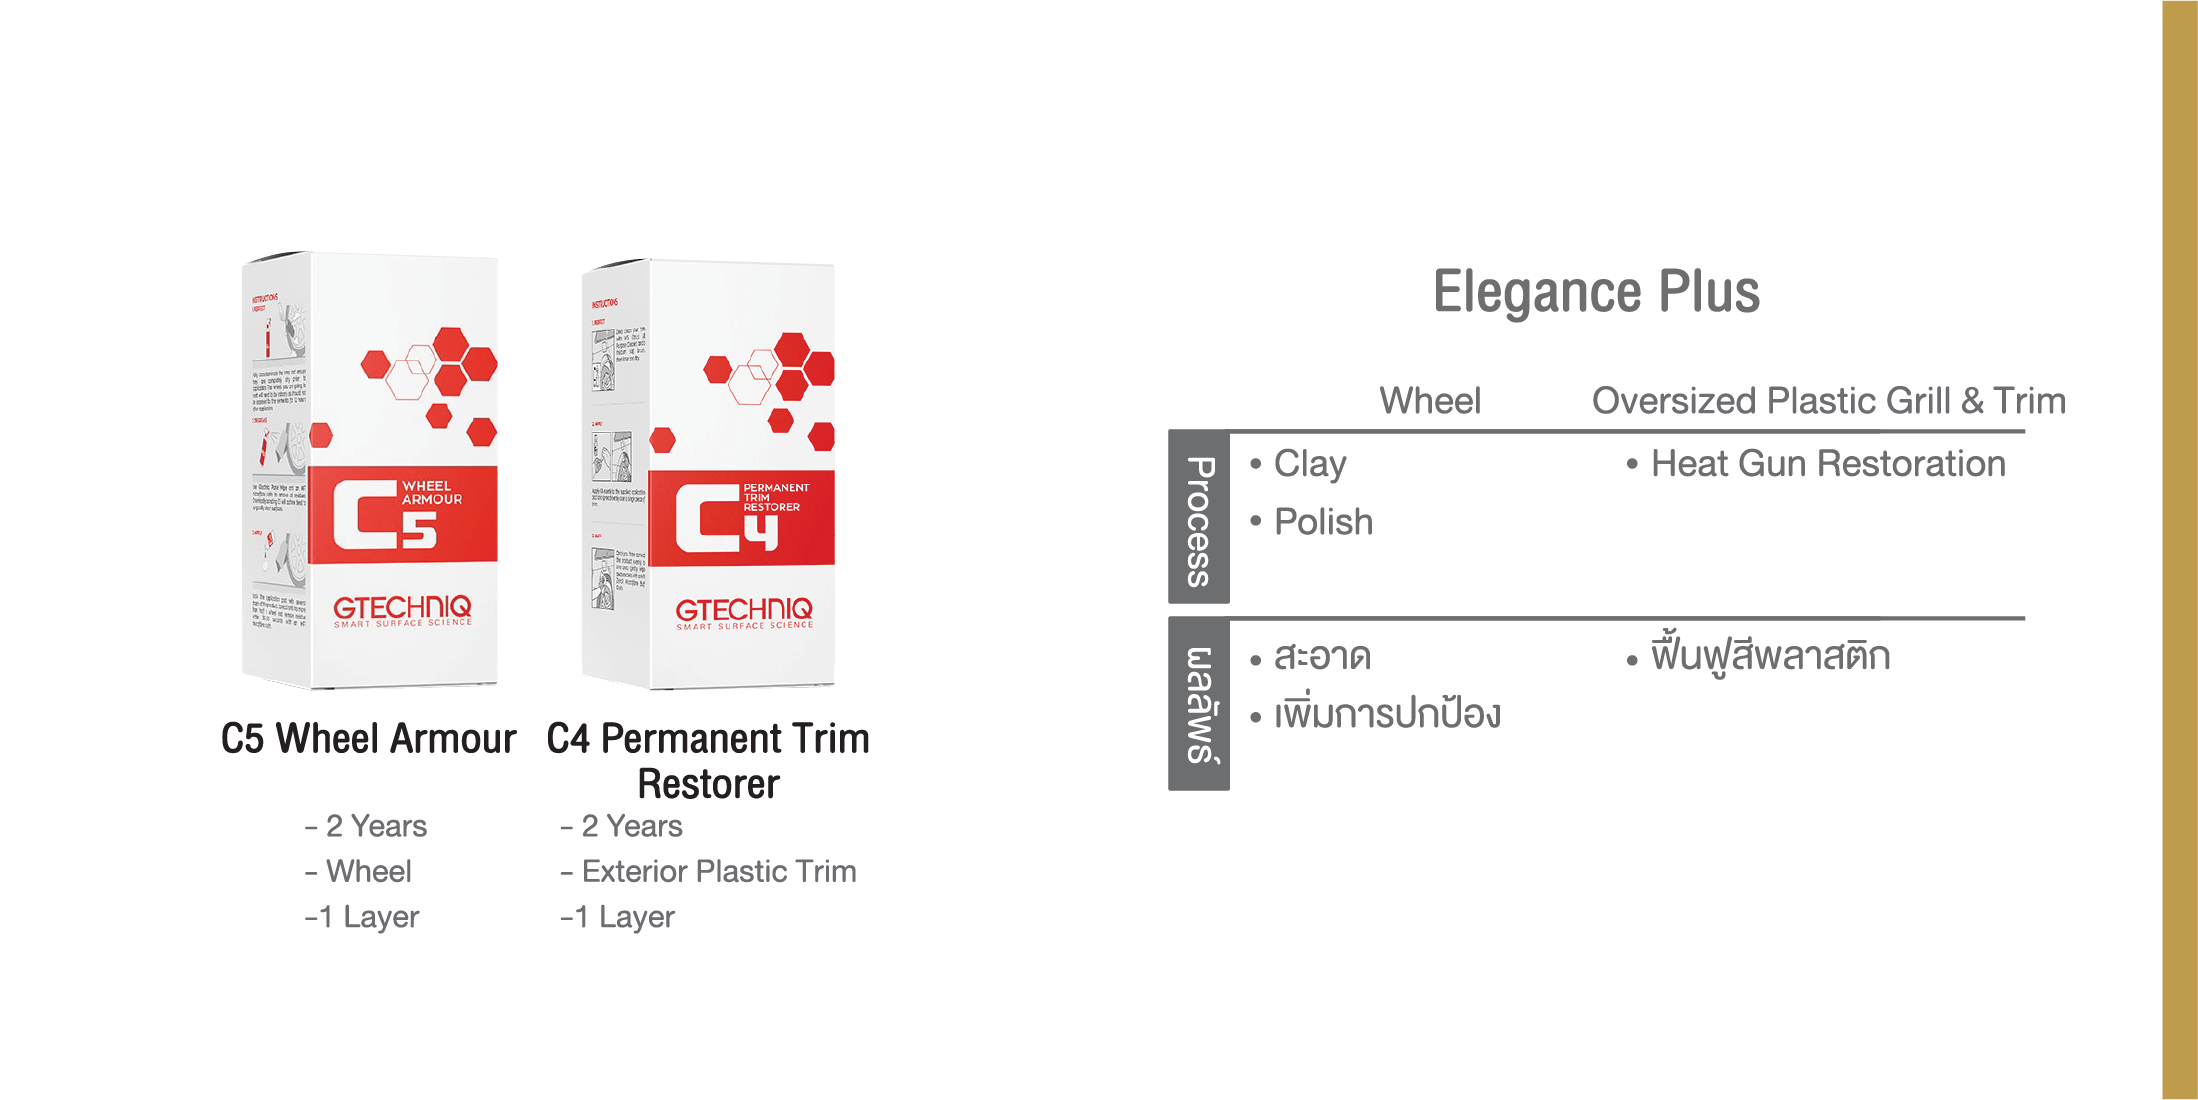 INSTRUCTIONS
1. PERFECT
WHEEL
ARMOUR
C5
GTECHNIQ
SMART SURFACE SCIENCE
INSTRUCTIONS
1. PERFECT
PERMANENT
TRIM
RESTORER
C4
GTECHNIQ
SMART SURFACE SCIENCE
C5 Wheel Armour
- 2 Years
- Wheel
-1 Layer
C4 Permanent Trim
Restorer
- 2 Years
- Exterior Plastic Trim
-1 Layer
Elegance Plus
Wheel
Oversized Plastic Grill & Trim
Process
• Clay
• Polish
• Heat Gun Restoration
ผลลัพธ์
• สะอาด
• เพิ่มการปกป้อง
• ฟื้นฟูสีพลาสติก